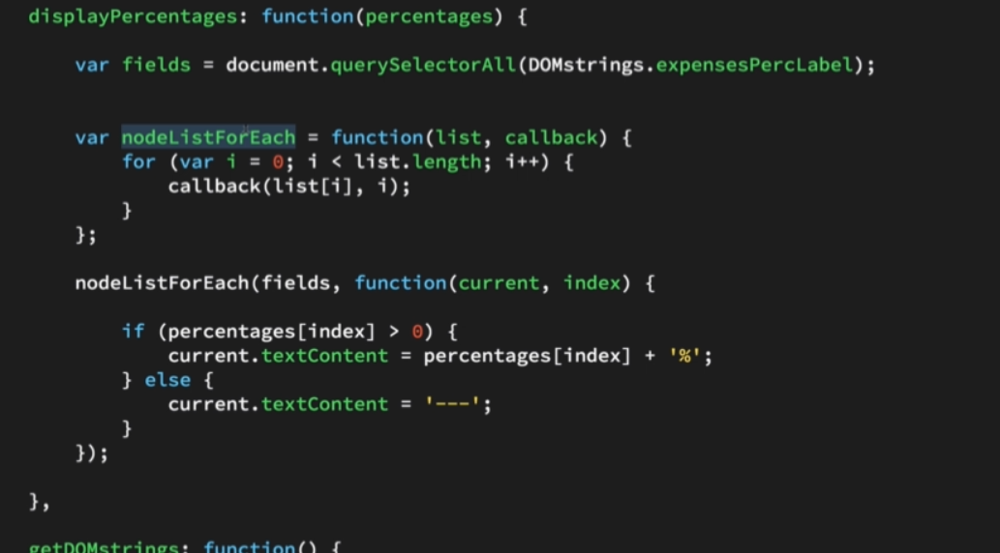 displayPercentages: function(percentages) {
var fields = document.querySelectorAll(DOMstrings.expensesPercLabel);
var nodeListForEach = function(list, callback) {
for (var i = 0; i < list.length; i++) {
callback(list[i], i);
}
};
nodeListForEach(fields, function(current, index) {
if (percentages[index] > 0) {
current.textContent = percentages[index] + '%';
} else {
current.textContent = '---';
}
});
},
getDOMstrings: function() {